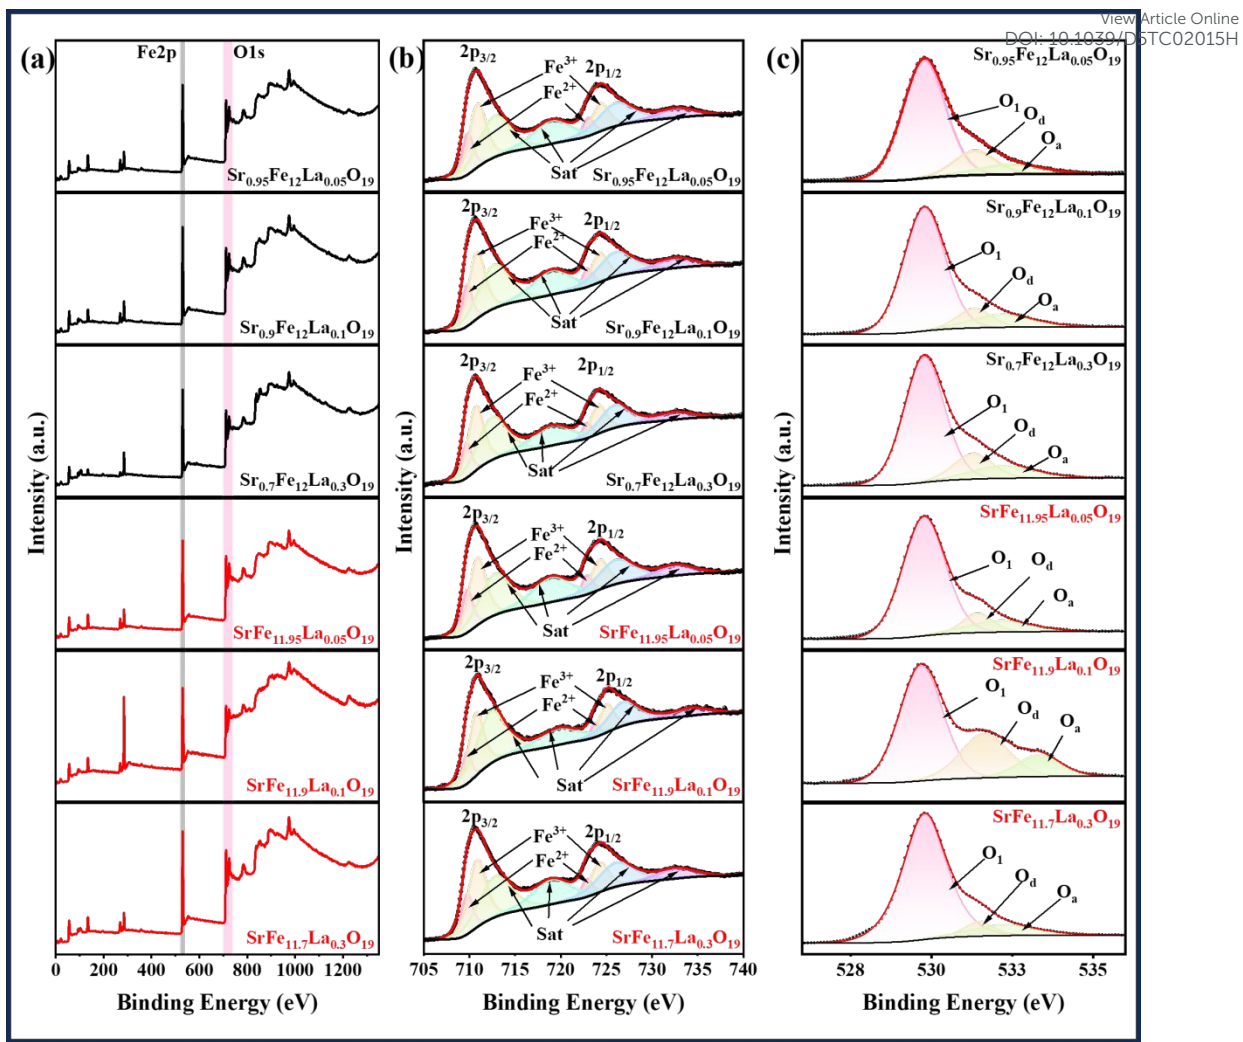 View Article Online
DOI: 10.1039/D5TC02015H
(a)
Fe2p
O1s
Sr0.95Fe12La0.05O19
Sr0.9Fe12La0.1O19
Sr0.7Fe12La0.3O19
SrFe11.95La0.05O19
SrFe11.9La0.1O19
SrFe11.7La0.3O19
Intensity (a.u.)
0 200 400 600 800 1000 1200
Binding Energy (eV)
(b)
2p3/2
Fe3+
2p1/2
Fe2+
Sat
Sr0.95Fe12La0.05O19
2p3/2
Fe3+
2p1/2
Fe2+
Sat
Sr0.9Fe12La0.1O19
2p3/2
Fe3+
2p1/2
Fe2+
Sat
Sr0.7Fe12La0.3O19
2p3/2
Fe3+
2p1/2
Fe2+
Sat
SrFe11.95La0.05O19
2p3/2
Fe3+
2p1/2
Fe2+
Sat
SrFe11.9La0.1O19
2p3/2
Fe3+
2p1/2
Fe2+
Sat
SrFe11.7La0.3O19
Intensity (a.u.)
705 710 715 720 725 730 735 740
Binding Energy (eV)
(c)
Sr0.95Fe12La0.05O19
O1
Od
Oa
Sr0.9Fe12La0.1O19
O1
Od
Oa
Sr0.7Fe12La0.3O19
O1
Od
Oa
SrFe11.95La0.05O19
O1
Od
Oa
SrFe11.9La0.1O19
O1
Od
Oa
SrFe11.7La0.3O19
O1
Od
Oa
Intensity (a.u.)
528 530 533 535
Binding Energy (eV)